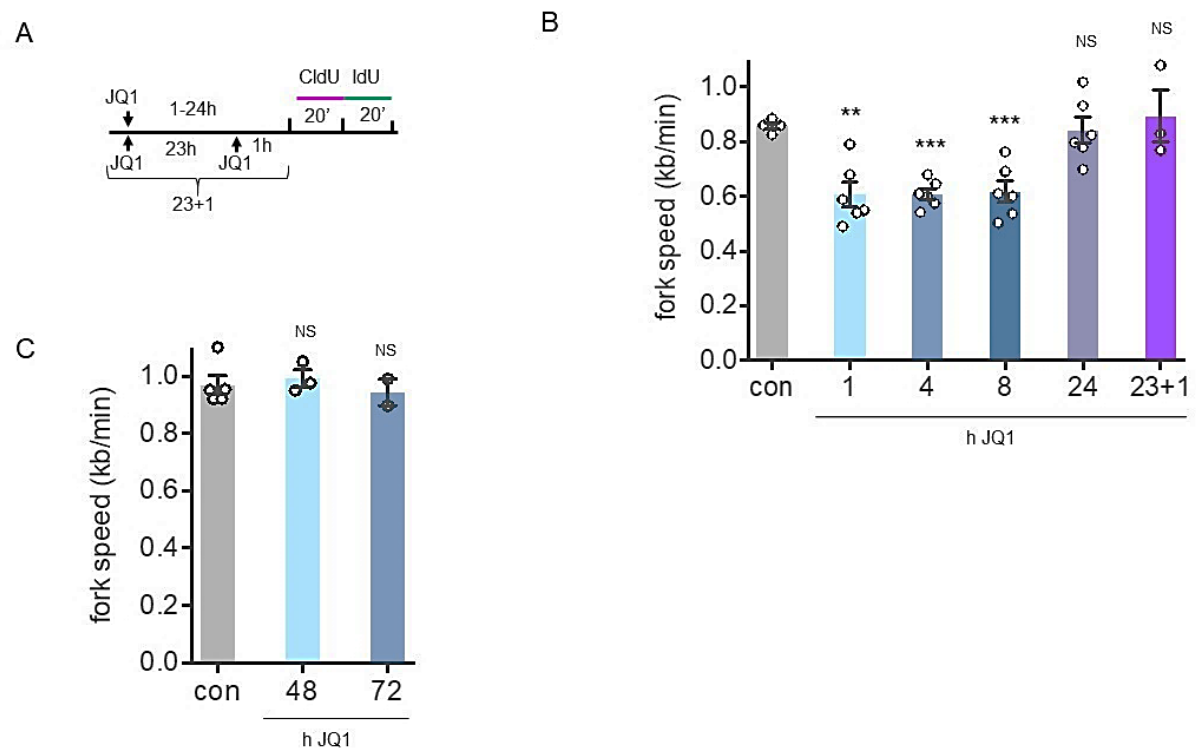 A
CldU IdU
JQ1 1-24h 20' 20'
23h 1h
JQ1 JQ1
23+1
B
NS NS
** *** ***
fork speed (kb/min)
1.0
0.8
0.6
0.4
0.2
0.0
con 1 4 8 24 23+1
h JQ1
C
NS NS
fork speed (kb/min)
1.0
0.8
0.6
0.4
0.2
0.0
con 48 72
h JQ1